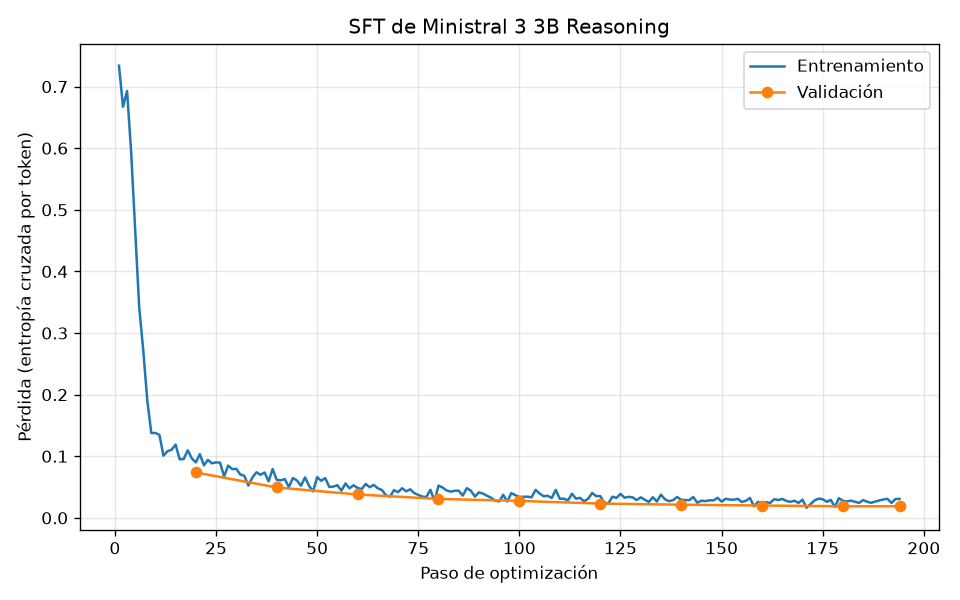 SFT de Ministral 3 3B Reasoning
Entrenamiento
Validación
Pérdida (entropía cruzada por token)
0.7
0.6
0.5
0.4
0.3
0.2
0.1
0.0
0 25 50 75 100 125 150 175 200
Paso de optimización